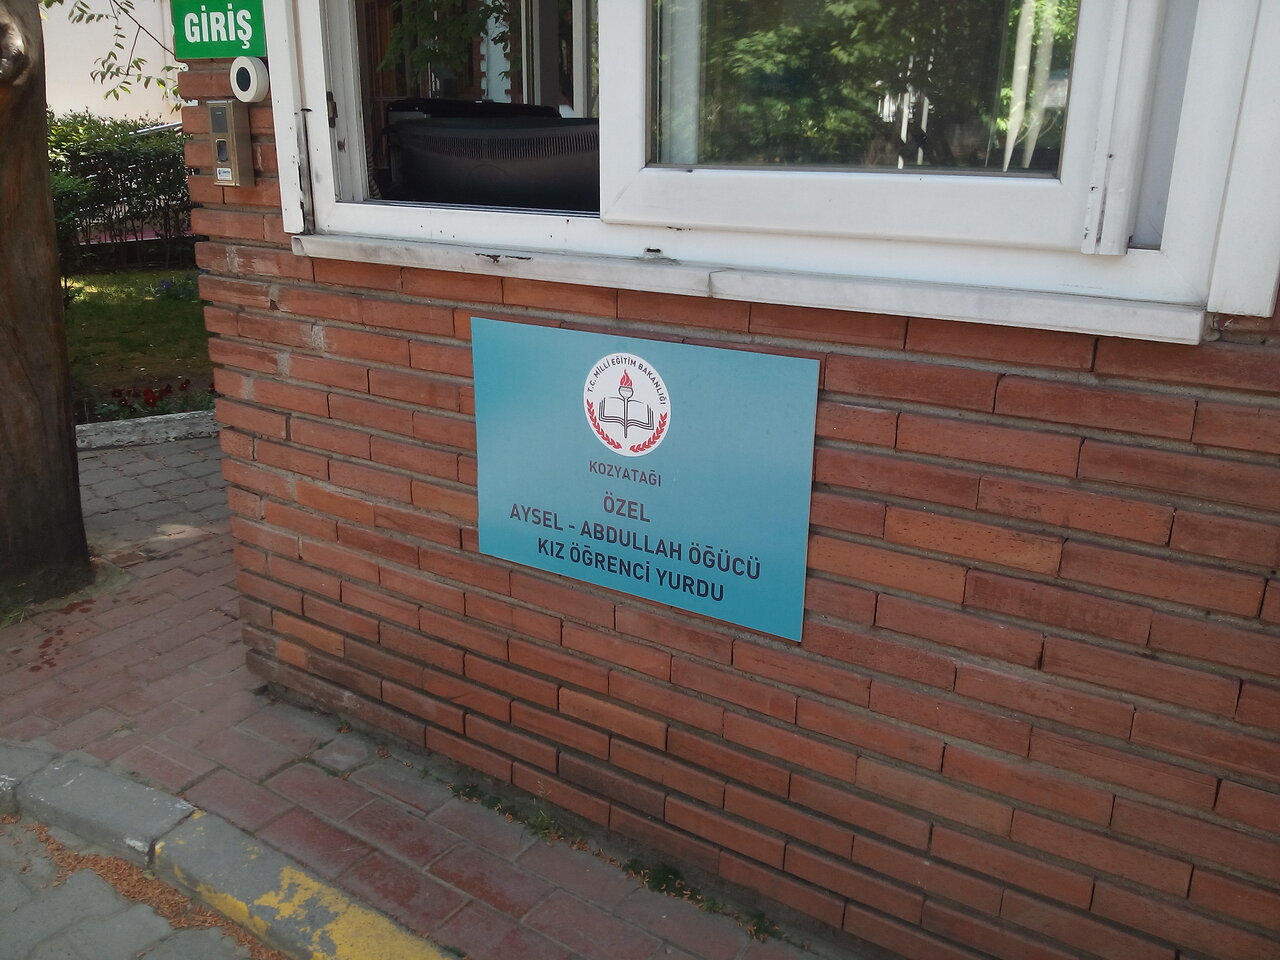 GİRİŞ
T.C. MİLLİ EĞİTİM BAKANLIĞI
KOZYATAĞI
ÖZEL
AYSEL - ABDULLAH ÖĞÜCÜ
KIZ ÖĞRENCİ YURDU